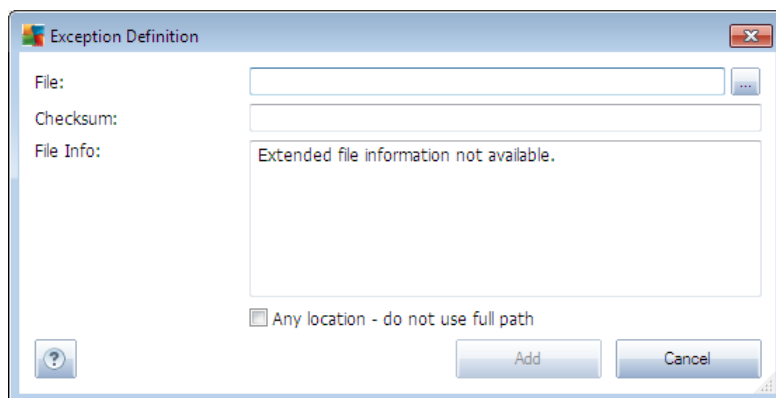 Exception Definition
File:
...
Checksum:
File Info:
Extended file information not available.
Any location - do not use full path
?
Add
Cancel